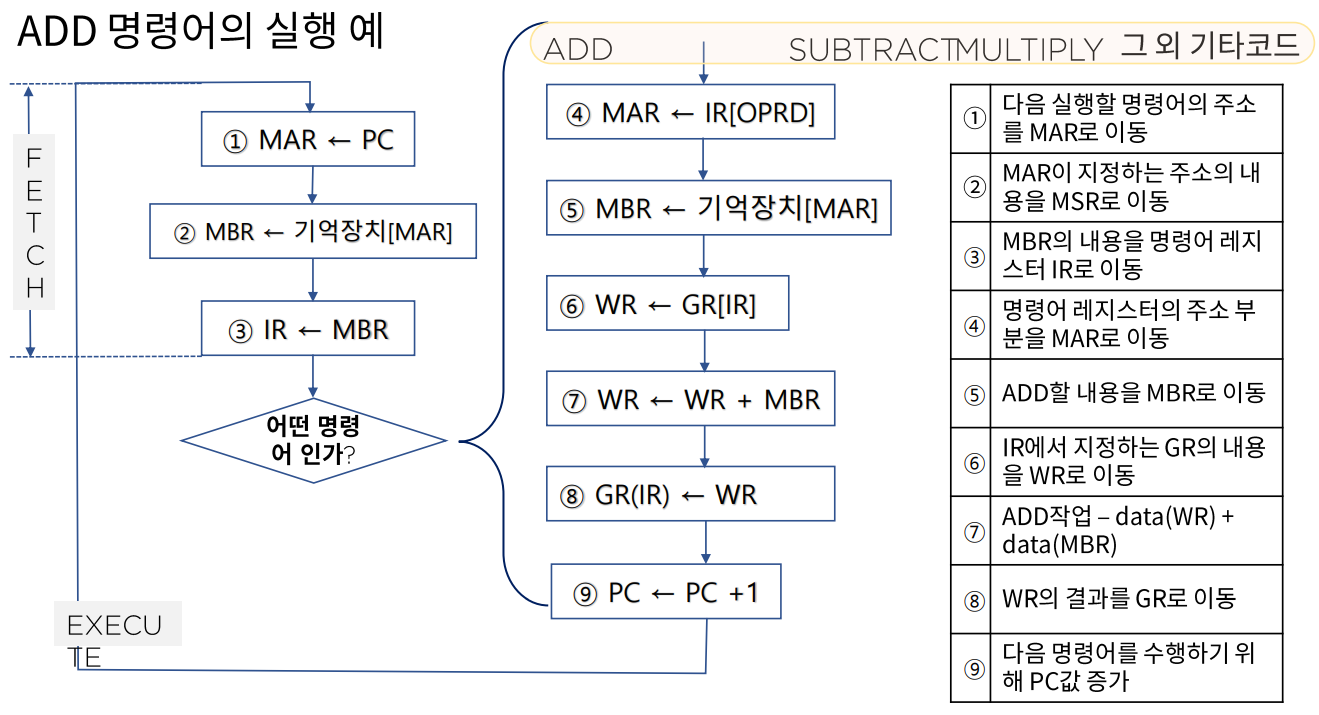 ADD 명령어의 실행 예
ADD SUBTRACT MULTIPLY 그 외 기타코드
FETCH
① MAR ← PC
② MBR ← 기억장치[MAR]
③ IR ← MBR
어떤 명령
어 인가?
EXECU
TE
④ MAR ← IR[OPRD]
⑤ MBR ← 기억장치[MAR]
⑥ WR ← GR[IR]
⑦ WR ← WR + MBR
⑧ GR(IR) ← WR
⑨ PC ← PC +1
① 다음 실행할 명령어의 주소
를 MAR로 이동
② MAR이 지정하는 주소의 내
용을 MSR로 이동
③ MBR의 내용을 명령어 레지
스터 IR로 이동
④ 명령어 레지스터의 주소 부
분을 MAR로 이동
⑤ ADD할 내용을 MBR로 이동
⑥ IR에서 지정하는 GR의 내용
을 WR로 이동
⑦ ADD작업 – data(WR) +
data(MBR)
⑧ WR의 결과를 GR로 이동
⑨ 다음 명령어를 수행하기 위
해 PC값 증가